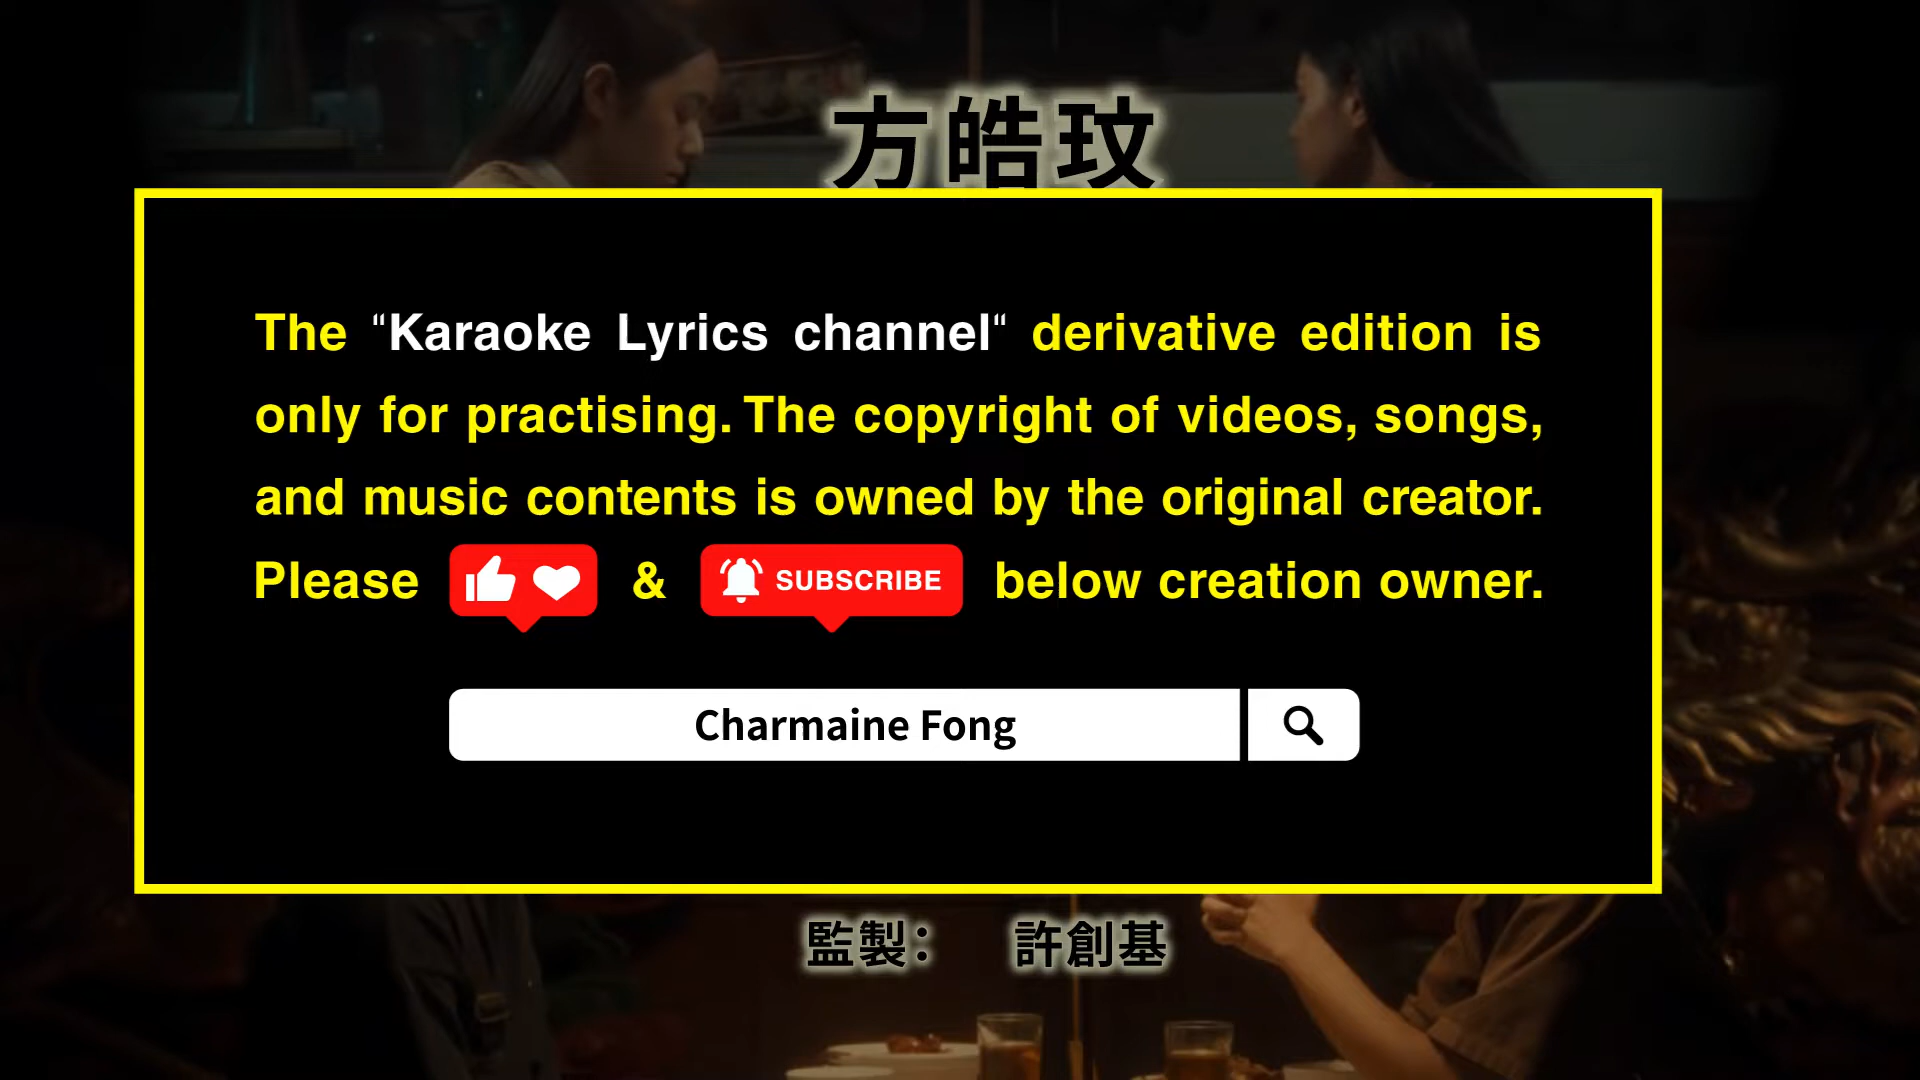 方皓玟
The “Karaoke Lyrics channel“ derivative edition is
only for practising. The copyright of videos, songs,
and music contents is owned by the original creator.
Please & SUBSCRIBE below creation owner.
Charmaine Fong
監製： 許創基